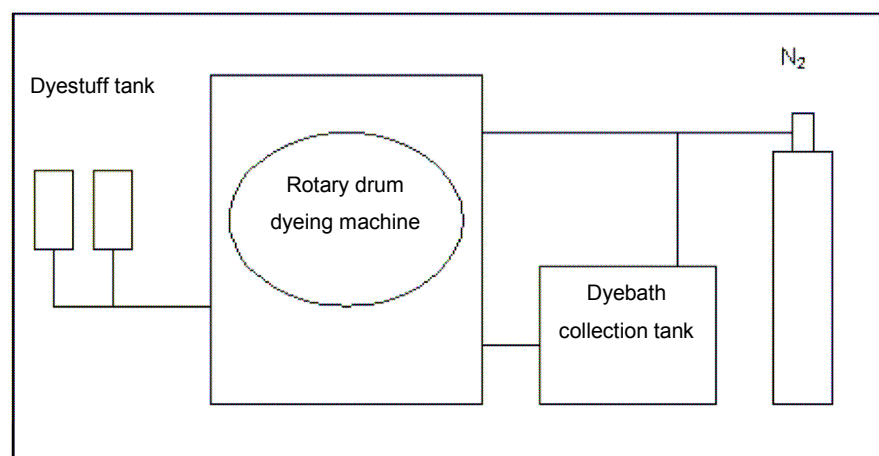 Dyestuff tank
N₂
Rotary drum
dyeing machine
Dyebath
collection tank